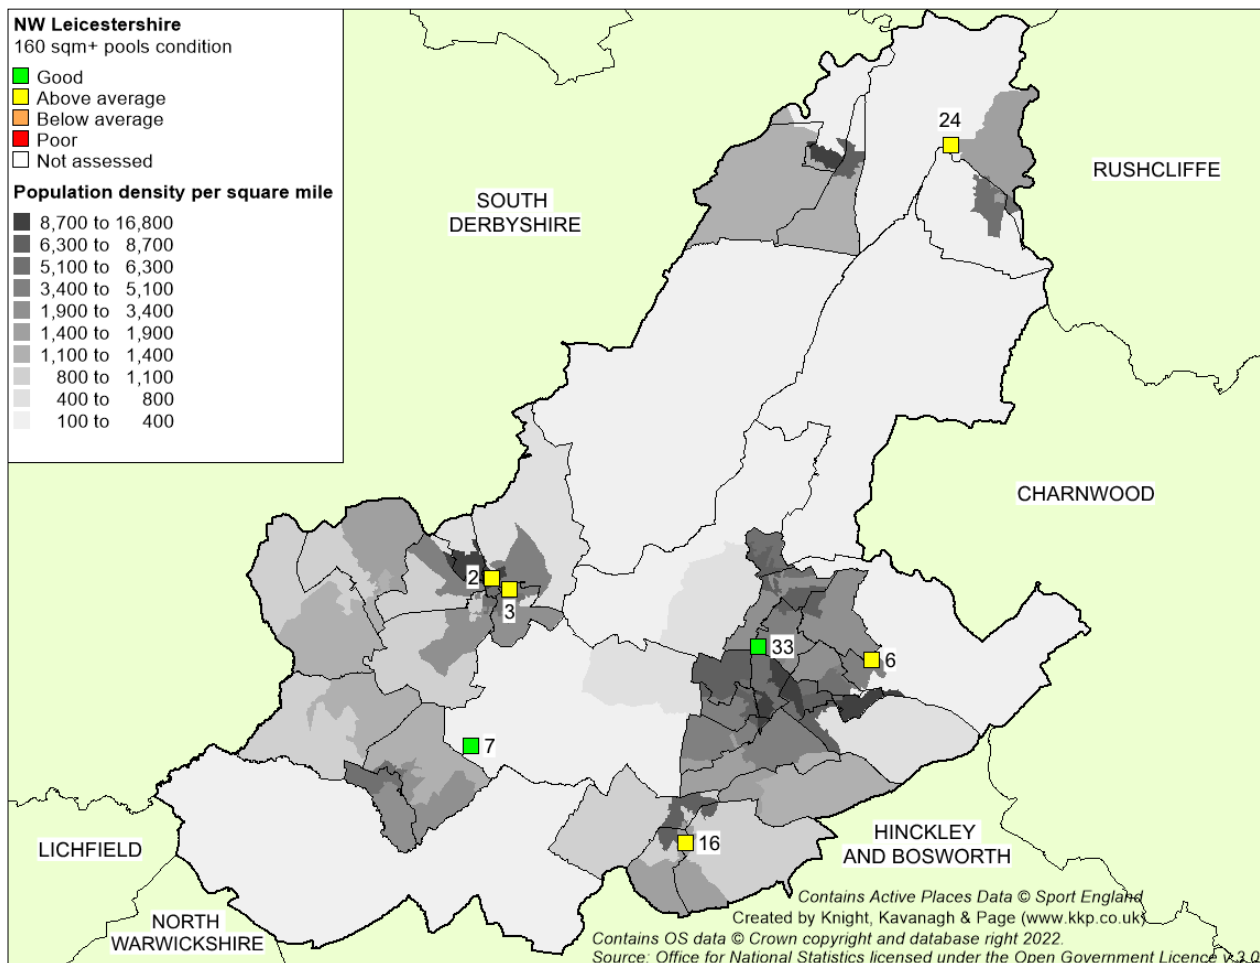 NW Leicestershire
160 sqm+ pools condition
Good
Above average
Below average
Poor
Not assessed
Population density per square mile
8,700 to 16,800
6,300 to 8,700
5,100 to 6,300
3,400 to 5,100
1,900 to 3,400
1,400 to 1,900
1,100 to 1,400
800 to 1,100
400 to 800
100 to 400
24
RUSHCLIFFE
SOUTH
DERBYSHIRE
CHARNWOOD
2
3
33
6
7
16
LICHFIELD
HINCKLEY
AND BOSWORTH
NORTH
WARWICKSHIRE
Contains Active Places Data © Sport England
Created by Knight, Kavanagh & Page (www.kkp.co.uk)
Contains OS data © Crown copyright and database right 2022.
Source: Office for National Statistics licensed under the Open Government Licence v.3.0